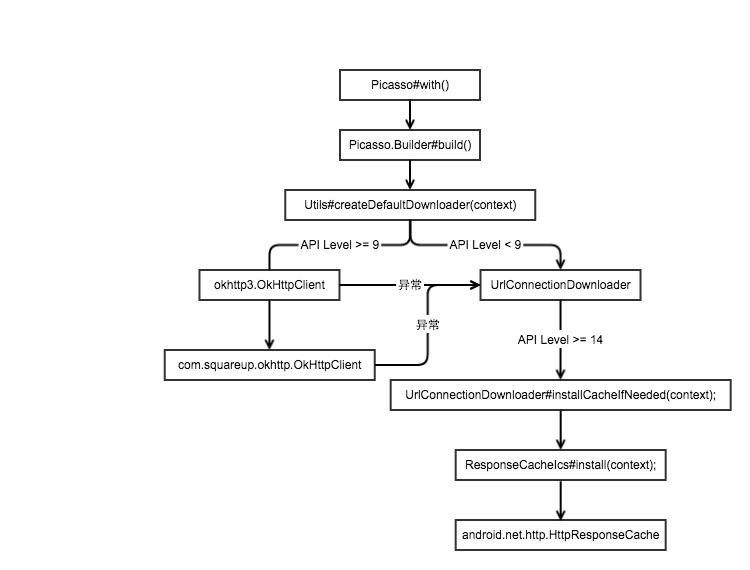 Picasso#with()
Picasso.Builder#build()
Utils#createDefaultDownloader(context)
API Level >= 9
API Level < 9
okhttp3.OkHttpClient
异常
UrlConnectionDownloader
异常
API Level >= 14
com.squareup.okhttp.OkHttpClient
UrlConnectionDownloader#installCacheIfNeeded(context);
ResponseCacheIcs#install(context);
android.net.http.HttpResponseCache